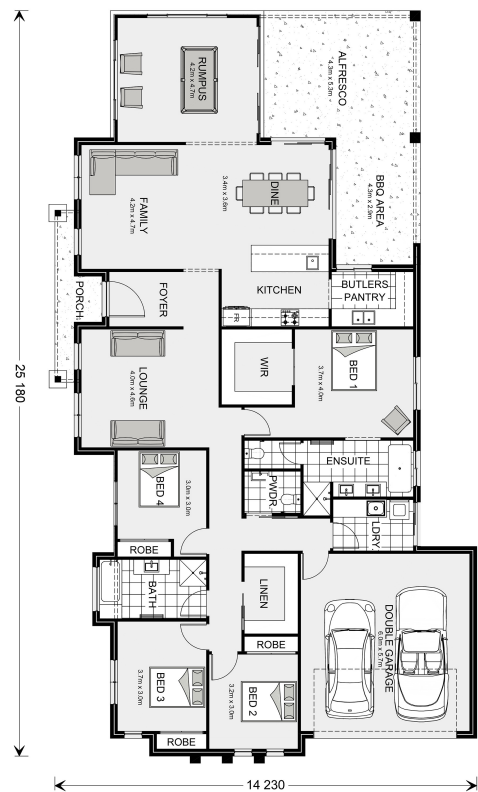 RUMPUS
4.2m x 4.7m
ALFRESCO
4.3m x 5.3m
BBQ AREA
4.3m x 2.9m
DINE
3.4m x 3.6m
FAMILY
4.2m x 4.7m
KITCHEN
BUTLERS
PANTRY
FR
FOYER
PORCH
WIR
BED 1
3.7m x 4.0m
LOUNGE
4.0m x 4.6m
25 180
ENSUITE
PWDR
BED 4
3.0m x 3.0m
ROBE
LDRY
BATH
LINEN
DOUBLE GARAGE
6.0m x 5.7m
ROBE
BED 3
3.7m x 3.0m
BED 2
3.2m x 3.0m
ROBE
14 230